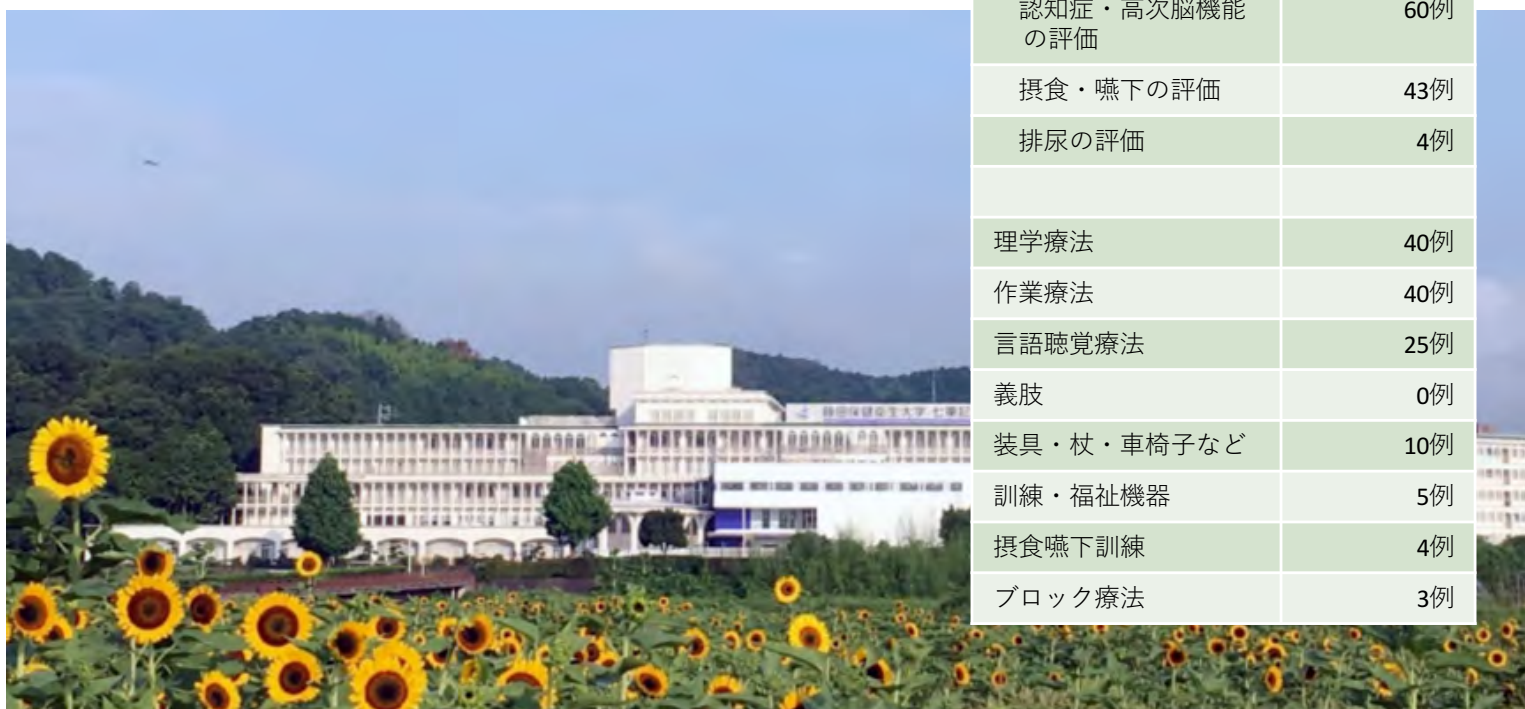 認知症・高次脳機能 60例
の評価
摂食・嚥下の評価 43例
排尿の評価 4例
理学療法 40例
作業療法 40例
言語聴覚療法 25例
義肢 0例
装具・杖・車椅子など 10例
訓練・福祉機器 5例
摂食嚥下訓練 4例
ブロック療法 3例